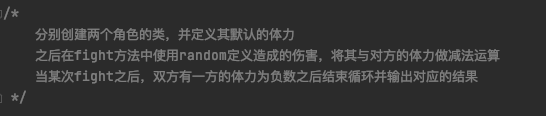 /*
分别创建两个角色的类，并定义其默认的体力
之后在fight方法中使用random定义造成的伤害，将其与对方的体力做减法运算
当某次fight之后，双方有一方的体力为负数之后结束循环并输出对应的结果
*/